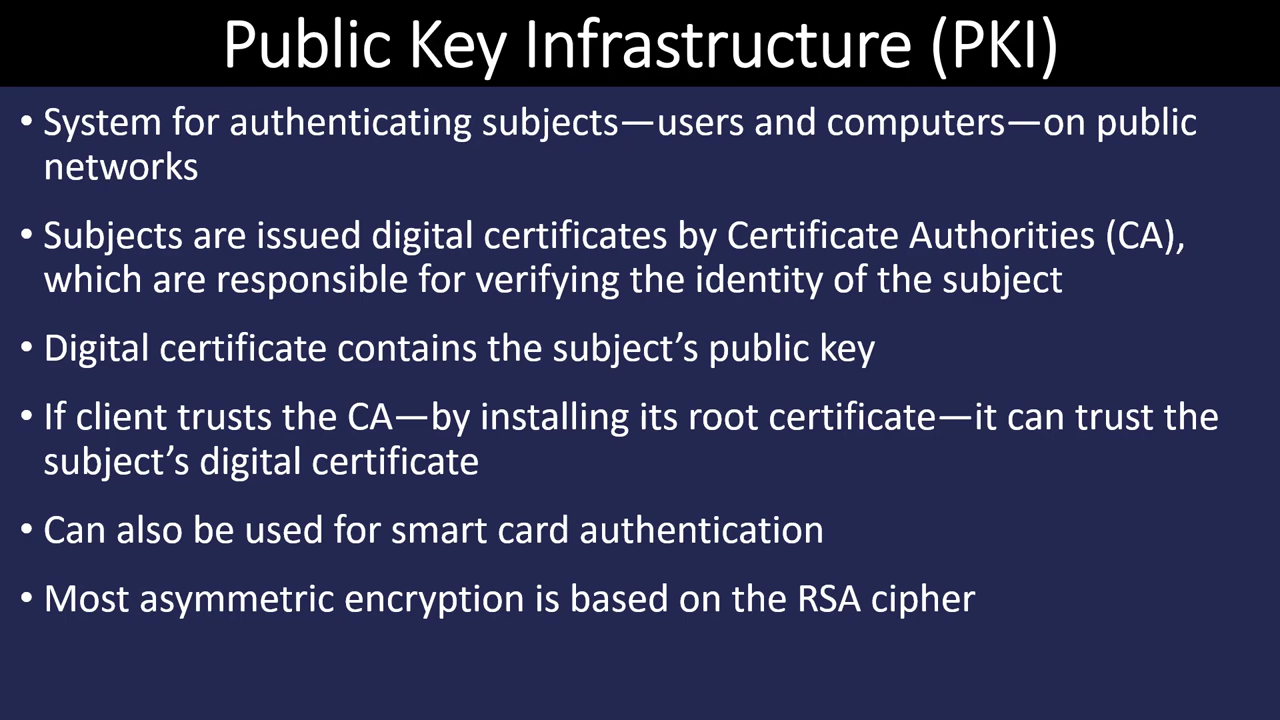 Public Key Infrastructure (PKI)
• System for authenticating subjects—users and computers—on public
networks
• Subjects are issued digital certificates by Certificate Authorities (CA),
which are responsible for verifying the identity of the subject
• Digital certificate contains the subject’s public key
• If client trusts the CA—by installing its root certificate—it can trust the
subject’s digital certificate
• Can also be used for smart card authentication
• Most asymmetric encryption is based on the RSA cipher